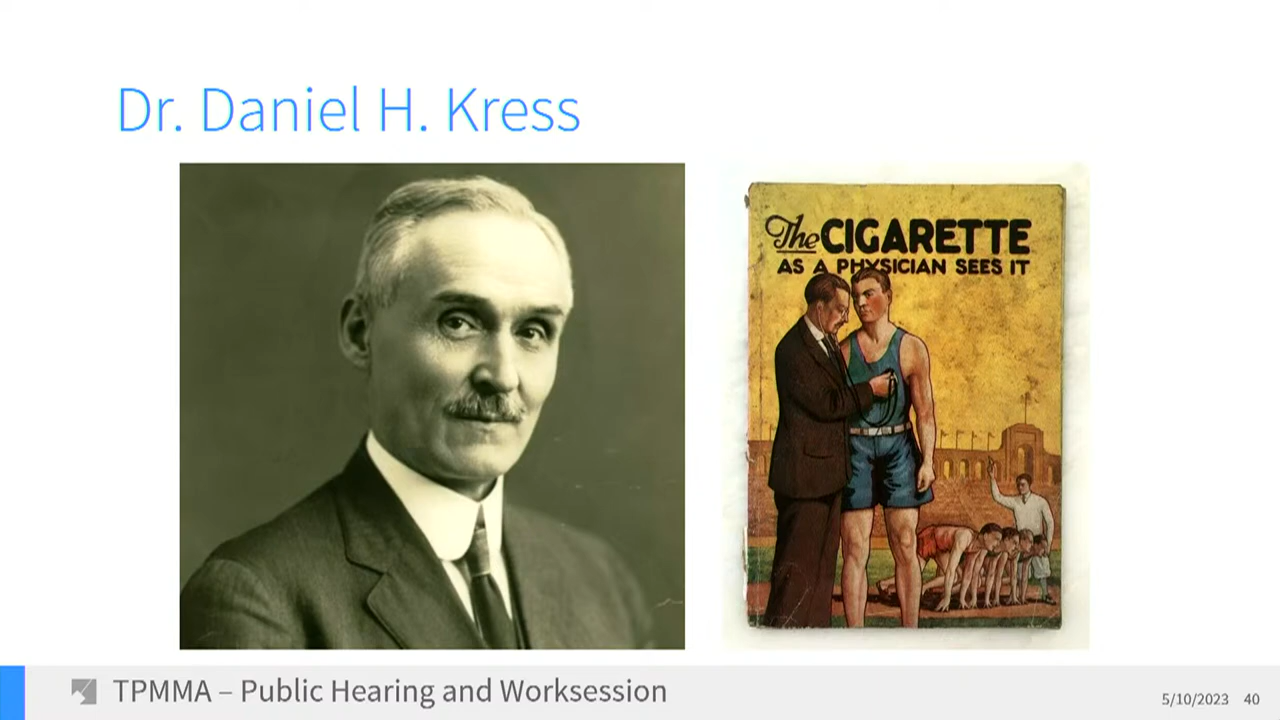 Dr. Daniel H. Kress
The CIGARETTE
AS A PHYSICIAN SEES IT
TPMMA – Public Hearing and Worksession
5/10/2023 40